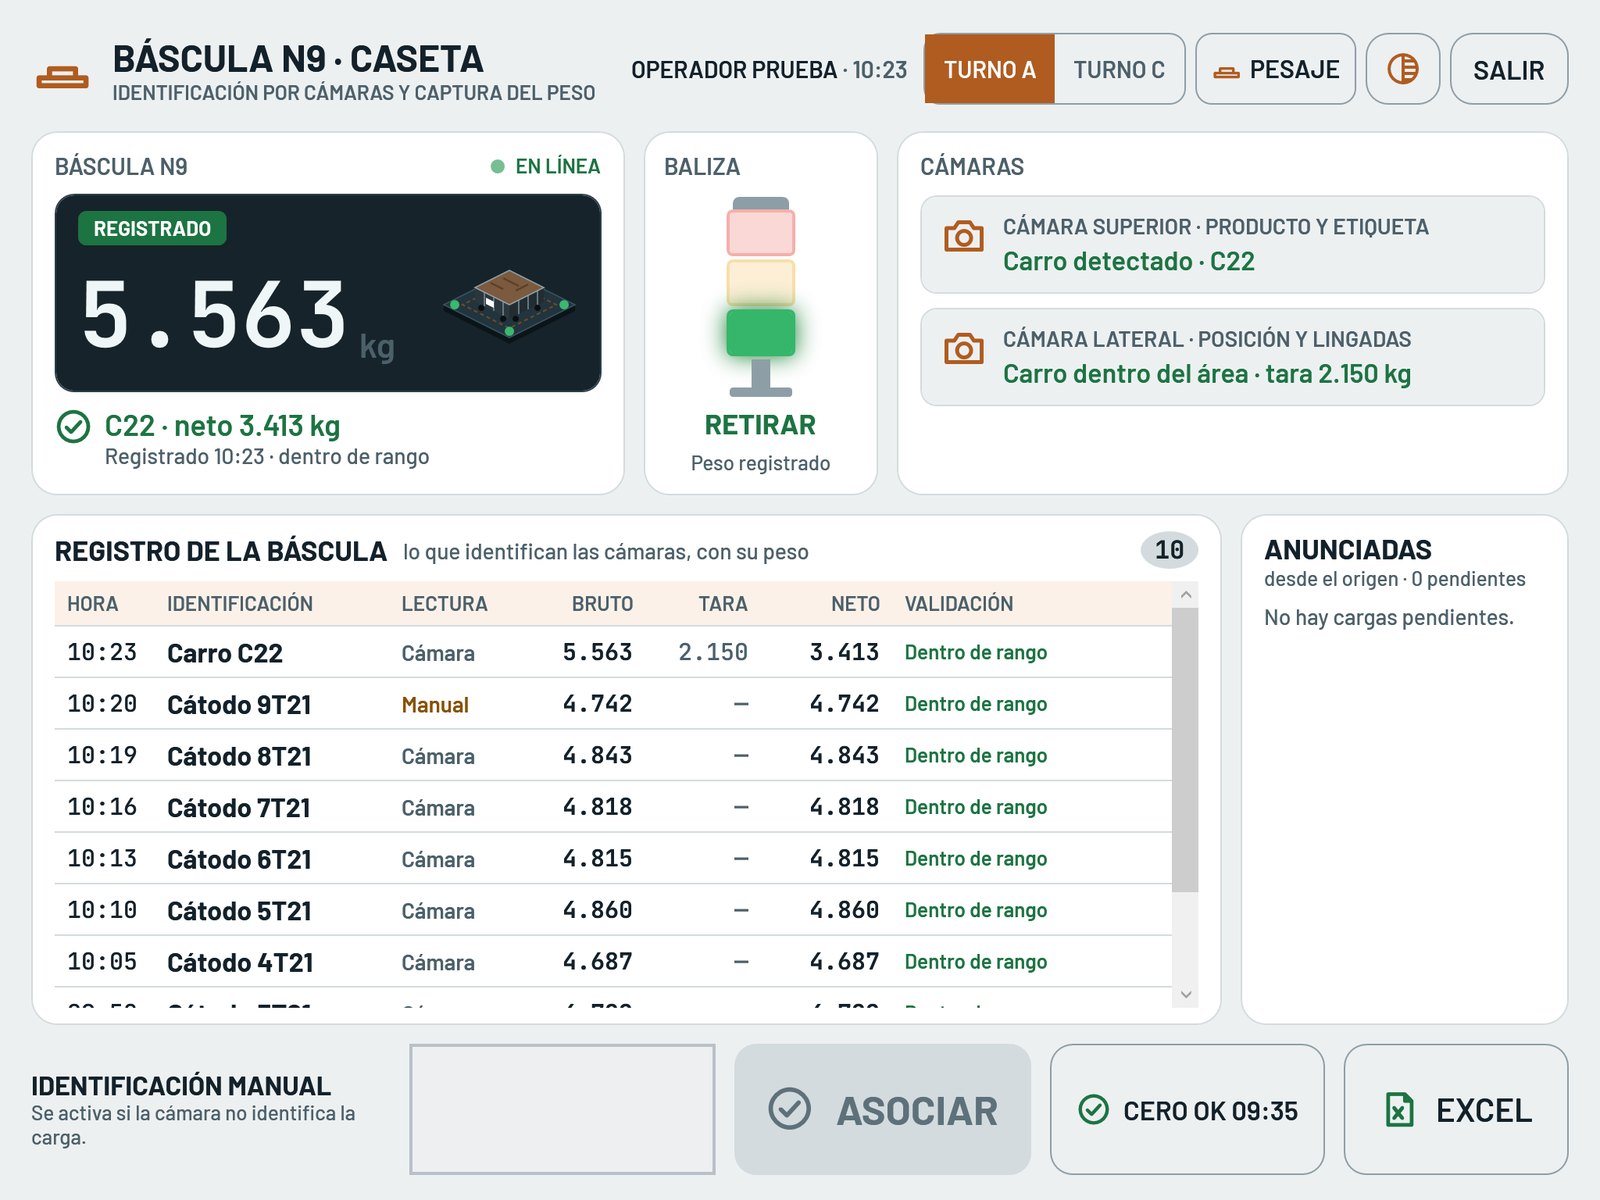 BÁSCULA N9 · CASETA
IDENTIFICACIÓN POR CÁMARAS Y CAPTURA DEL PESO
OPERADOR PRUEBA · 10:23
TURNO A
TURNO C
PESAJE
SALIR
BÁSCULA N9
EN LÍNEA
REGISTRADO
5.563 kg
C22 · neto 3.413 kg
Registrado 10:23 · dentro de rango
BALIZA
RETIRAR
Peso registrado
CÁMARAS
CÁMARA SUPERIOR · PRODUCTO Y ETIQUETA
Carro detectado · C22
CÁMARA LATERAL · POSICIÓN Y LINGADAS
Carro dentro del área · tara 2.150 kg
REGISTRO DE LA BÁSCULA lo que identifican las cámaras, con su peso 10
HORA IDENTIFICACIÓN LECTURA BRUTO TARA NETO VALIDACIÓN
10:23 Carro C22 Cámara 5.563 2.150 3.413 Dentro de rango
10:20 Cátodo 9T21 Manual 4.742 — 4.742 Dentro de rango
10:19 Cátodo 8T21 Cámara 4.843 — 4.843 Dentro de rango
10:16 Cátodo 7T21 Cámara 4.818 — 4.818 Dentro de rango
10:13 Cátodo 6T21 Cámara 4.815 — 4.815 Dentro de rango
10:10 Cátodo 5T21 Cámara 4.860 — 4.860 Dentro de rango
10:05 Cátodo 4T21 Cámara 4.687 — 4.687 Dentro de rango
ANUNCIADAS
desde el origen · 0 pendientes
No hay cargas pendientes.
IDENTIFICACIÓN MANUAL
Se activa si la cámara no identifica la
carga.
ASOCIAR
CERO OK 09:35
EXCEL